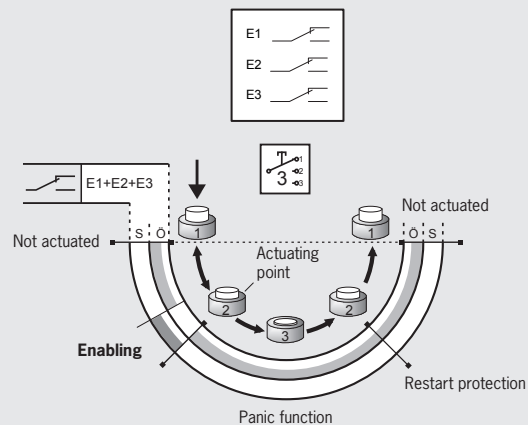 E1
E2
E3
1
2
3
3
E1+E2+E3
Not actuated
S Ö
1
Actuating
point
1
Not actuated
Ö S
2
3
2
Enabling
Restart protection
Panic function